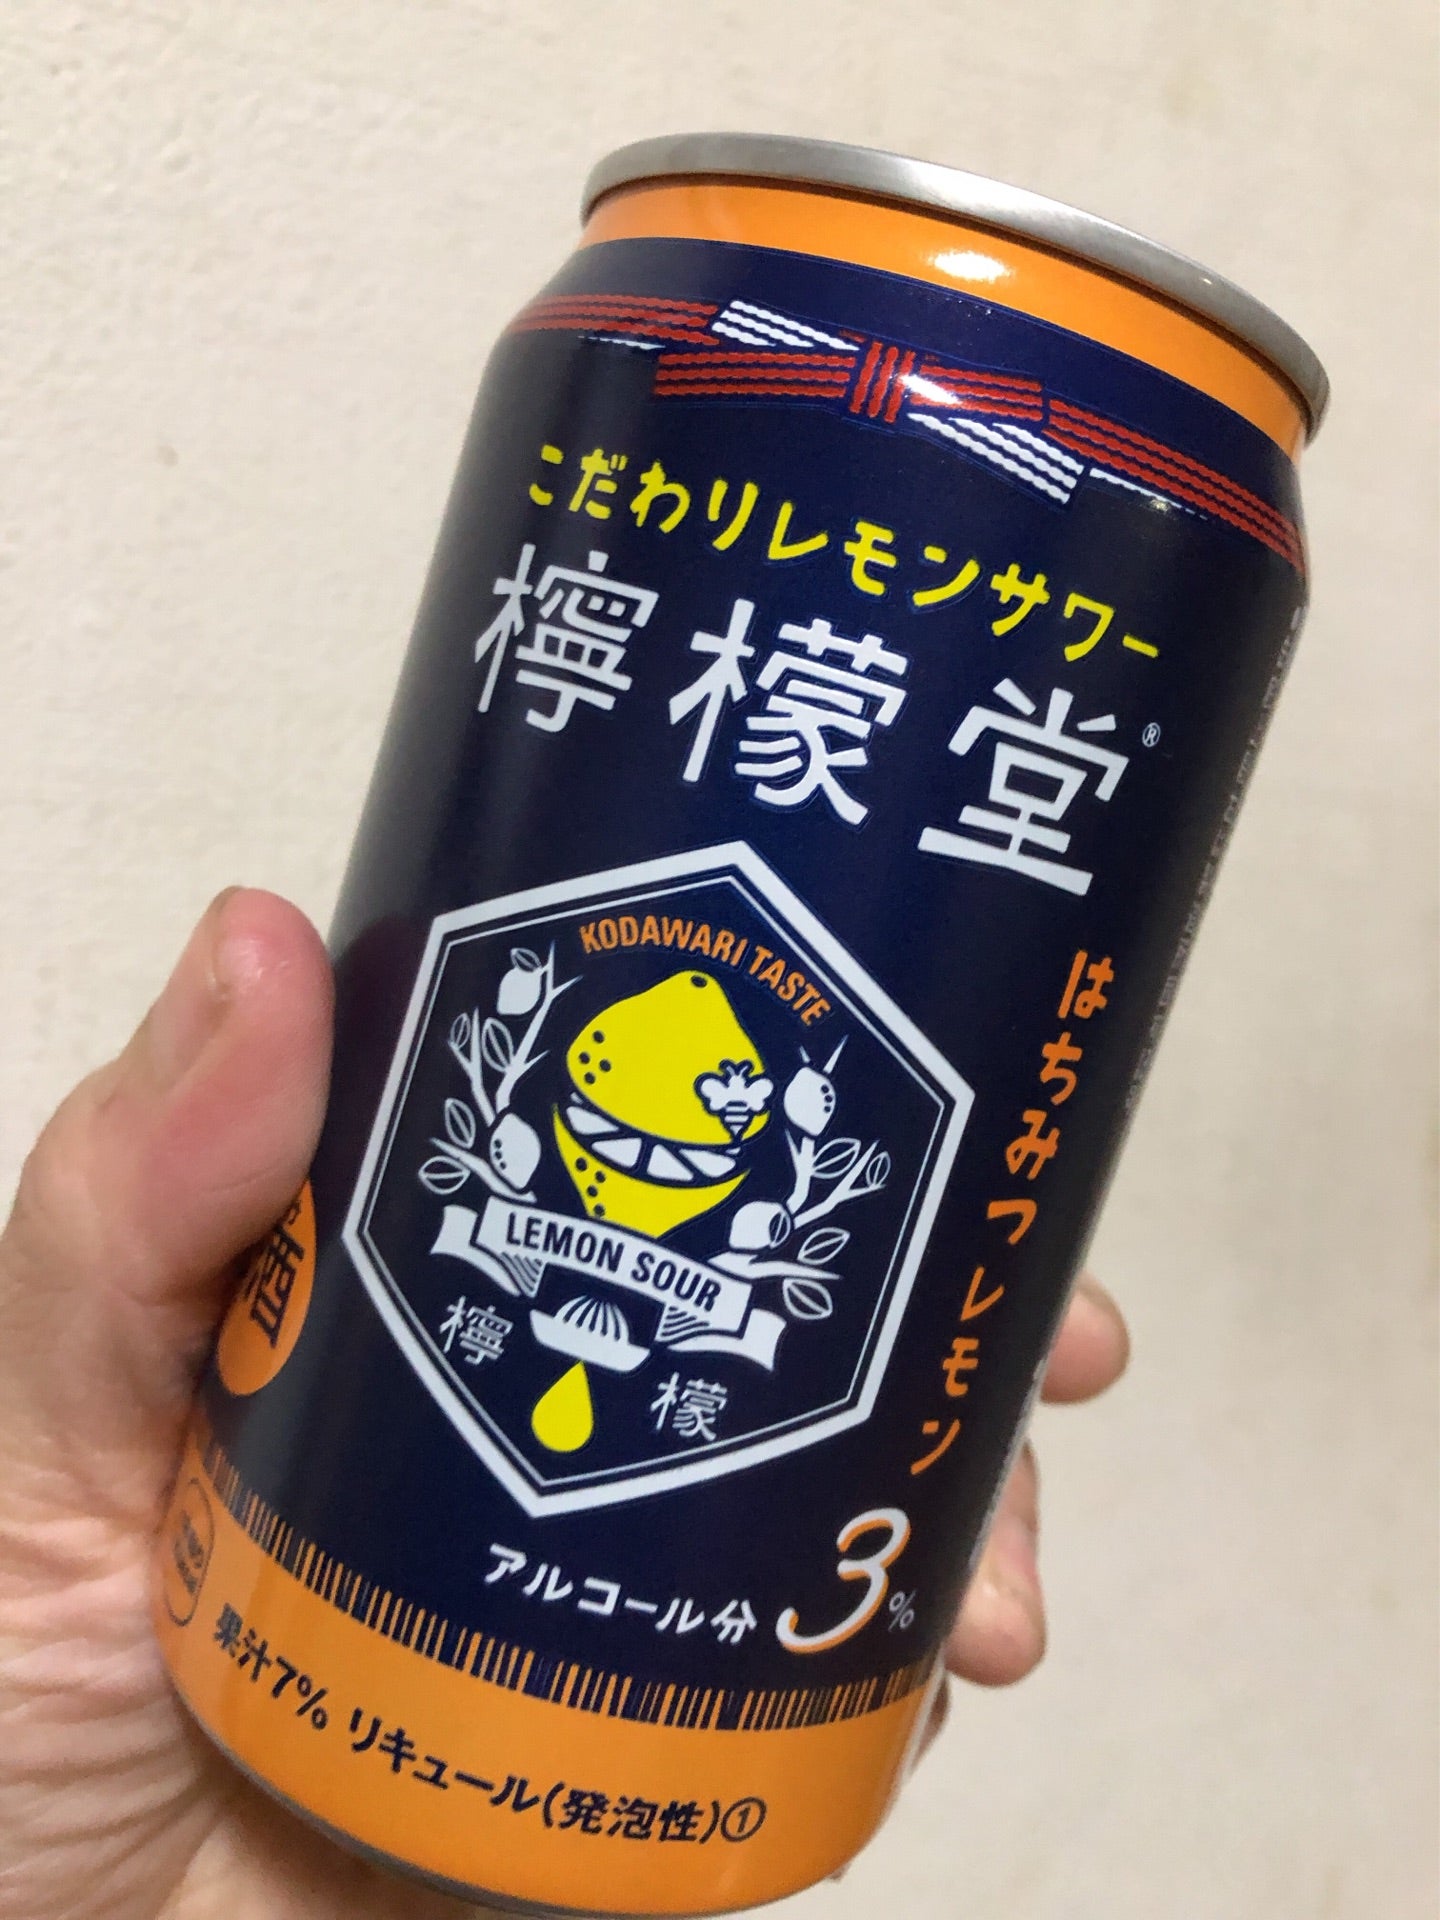 こだわりレモンサワー
檸檬堂®
はちみつレモン
KODAWARI TASTE
LEMON SOUR
檸檬
アルコール分3%
酒
果汁7% リキュール(発泡性)①